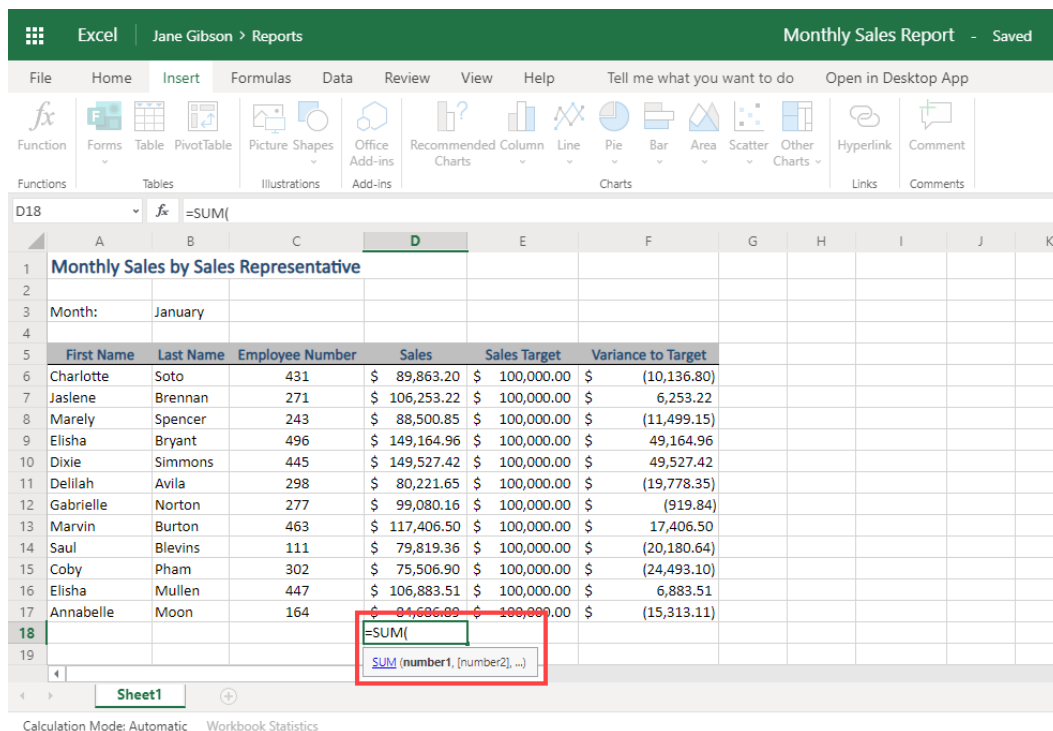 Excel Jane Gibson > Reports Monthly Sales Report - Saved
File Home Insert Formulas Data Review View Help Tell me what you want to do Open in Desktop App
Function Forms Table PivotTable Picture Shapes Office Add-ins Recommended Charts Column Line Pie Bar Area Scatter Other Charts Hyperlink Comment
Functions Tables Illustrations Add-ins Charts Links Comments
D18 fx =SUM(
A B C D E F G H I J K
1 Monthly Sales by Sales Representative
2
3 Month: January
4
5 First Name Last Name Employee Number Sales Sales Target Variance to Target
6 Charlotte Soto 431 $ 89,863.20 $ 100,000.00 $ (10,136.80)
7 Jaslene Brennan 271 $ 106,253.22 $ 100,000.00 $ 6,253.22
8 Marely Spencer 243 $ 88,500.85 $ 100,000.00 $ (11,499.15)
9 Elisha Bryant 496 $ 149,164.96 $ 100,000.00 $ 49,164.96
10 Dixie Simmons 445 $ 149,527.42 $ 100,000.00 $ 49,527.42
11 Delilah Avila 298 $ 80,221.65 $ 100,000.00 $ (19,778.35)
12 Gabrielle Norton 277 $ 99,080.16 $ 100,000.00 $ (919.84)
13 Marvin Burton 463 $ 117,406.50 $ 100,000.00 $ 17,406.50
14 Saul Blevins 111 $ 79,819.36 $ 100,000.00 $ (20,180.64)
15 Coby Pham 302 $ 75,506.90 $ 100,000.00 $ (24,493.10)
16 Elisha Mullen 447 $ 106,883.51 $ 100,000.00 $ 6,883.51
17 Annabelle Moon 164 $ 84,686.89 $ 100,000.00 $ (15,313.11)
18 =SUM(
19 SUM (number1, [number2], ...)
Sheet1
Calculation Mode: Automatic Workbook Statistics